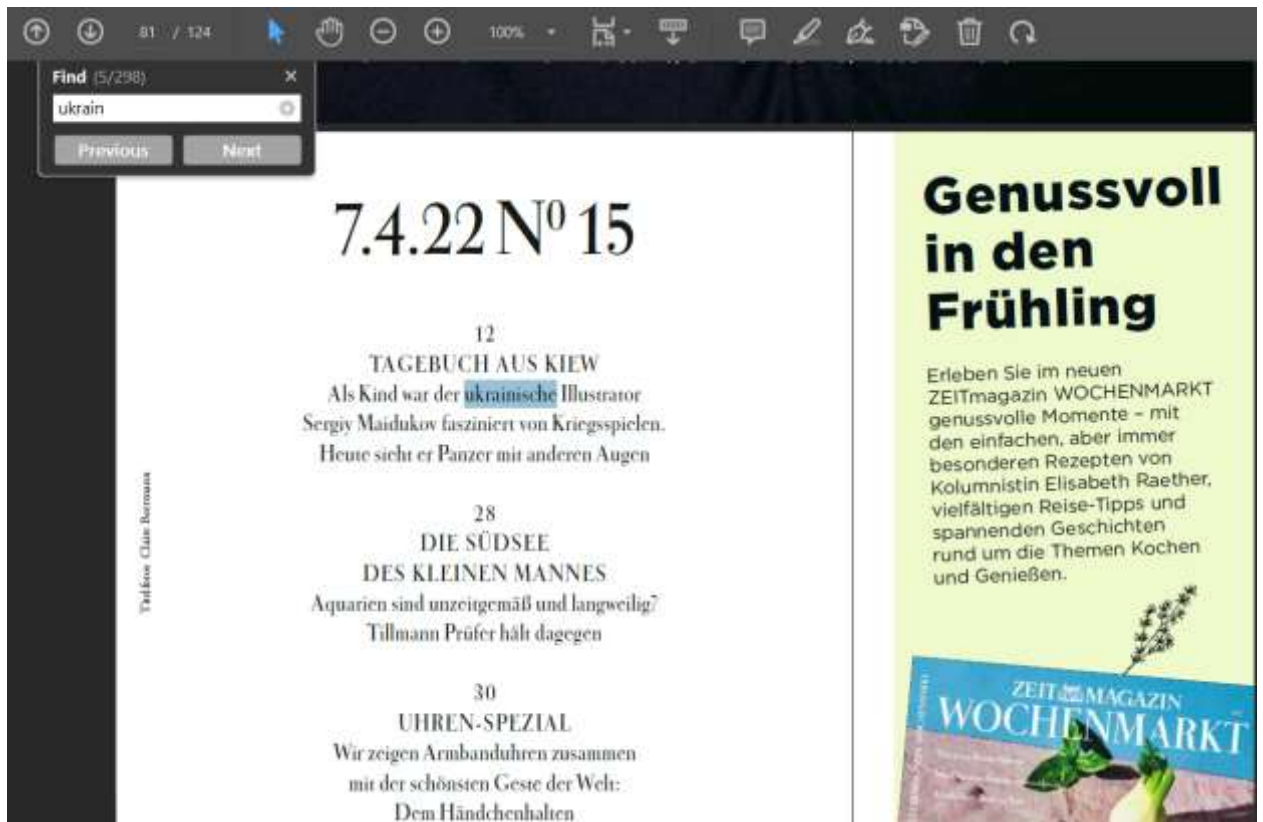 81 / 124
100%
Find (5/298)
ukrain
Previous
Next
7.4.22 Nº 15
12
TAGEBUCH AUS KIEW
Als Kind war der ukrainische Illustrator
Sergiy Maidukov fasziniert von Kriegsspielen.
Heute sieht er Panzer mit anderen Augen
28
DIE SÜDSEE
DES KLEINEN MANNES
Aquarien sind unzeitgemäß und langweilig?
Tillmann Prüfer hält dagegen
30
UHREN-SPEZIAL
Wir zeigen Armbanduhren zusammen
mit der schönsten Geste der Welt:
Dem Händchenhalten
Genussvoll
in den
Frühling
Erleben Sie im neuen
ZEITmagazin WOCHENMARKT
genussvolle Momente – mit
den einfachen, aber immer
besonderen Rezepten von
Kolumnistin Elisabeth Raether,
vielfältigen Reise-Tipps und
spannenden Geschichten
rund um die Themen Kochen
und Genießen.
ZEIT MAGAZIN
WOCHENMARKT